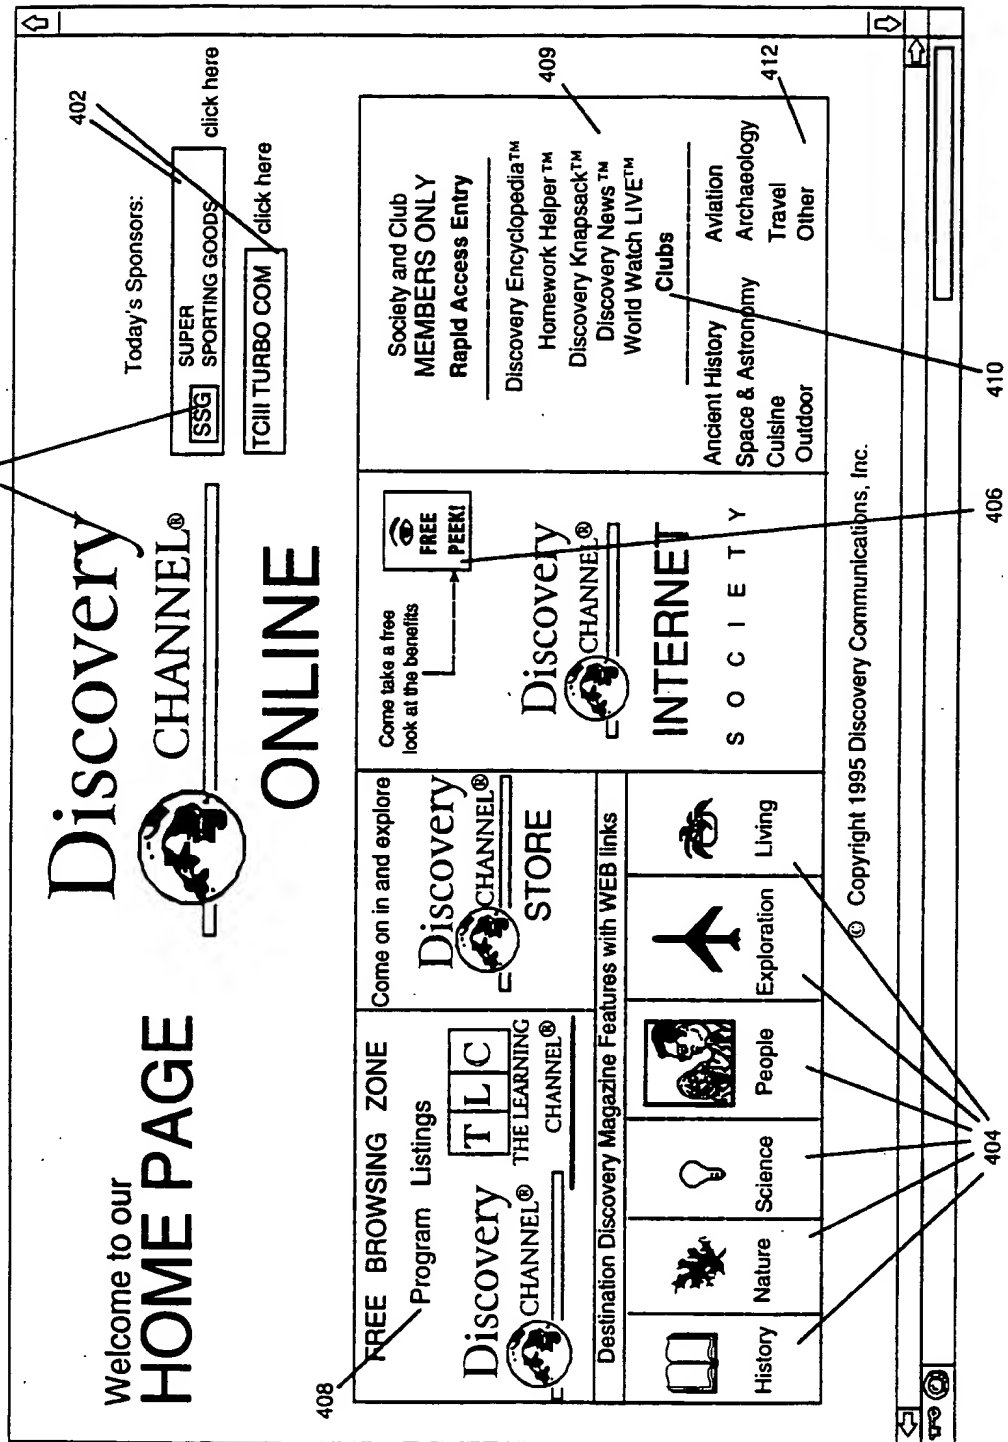 Welcome to our
HOME PAGE
Discovery
CHANNEL®
ONLINE
Today's Sponsors:
SSG
SUPER
SPORTING GOODS
click here
TCIII TURBO COM
click here
402
FREE BROWSING ZONE
408
Program Listings
Discovery
CHANNEL®
T L C
THE LEARNING
CHANNEL®
Come on in and explore
Discovery
CHANNEL®
STORE
Destination Discovery Magazine Features with WEB links
History
Nature
Science
People
Exploration
Living
404
Come take a free
look at the benefits
FREE
PEEK!
Discovery
CHANNEL®
INTERNET
SOCIETY
406
Society and Club
MEMBERS ONLY
Rapid Access Entry
Discovery Encyclopedia™
Homework Helper™
Discovery Knapsack™
Discovery News™
World Watch LIVE™
409
Clubs
410
Ancient History Aviation
Space & Astronomy Archaeology
Cuisine Travel
Outdoor Other
412
© Copyright 1995 Discovery Communications, Inc.